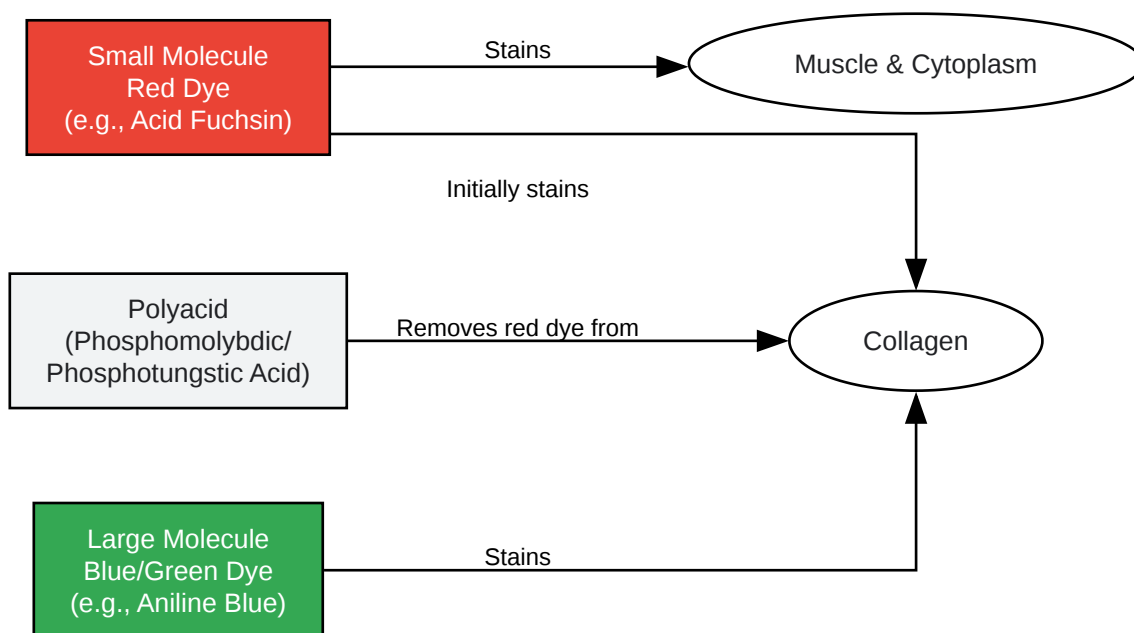 Small Molecule
Red Dye
(e.g., Acid Fuchsin)
Stains
Muscle & Cytoplasm
Initially stains
Polyacid
(Phosphomolybdic/
Phosphotungstic Acid)
Removes red dye from
Collagen
Large Molecule
Blue/Green Dye
(e.g., Aniline Blue)
Stains